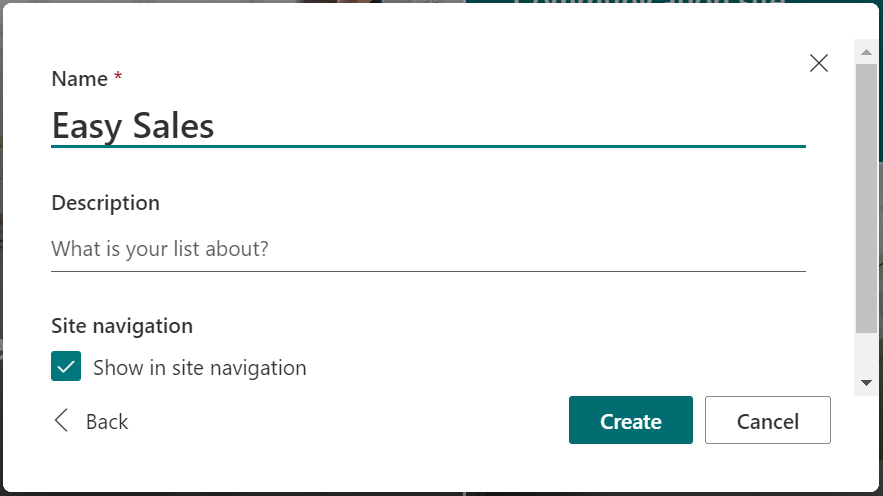 Name *
Easy Sales
Description
What is your list about?
Site navigation
Show in site navigation
Back
Create
Cancel